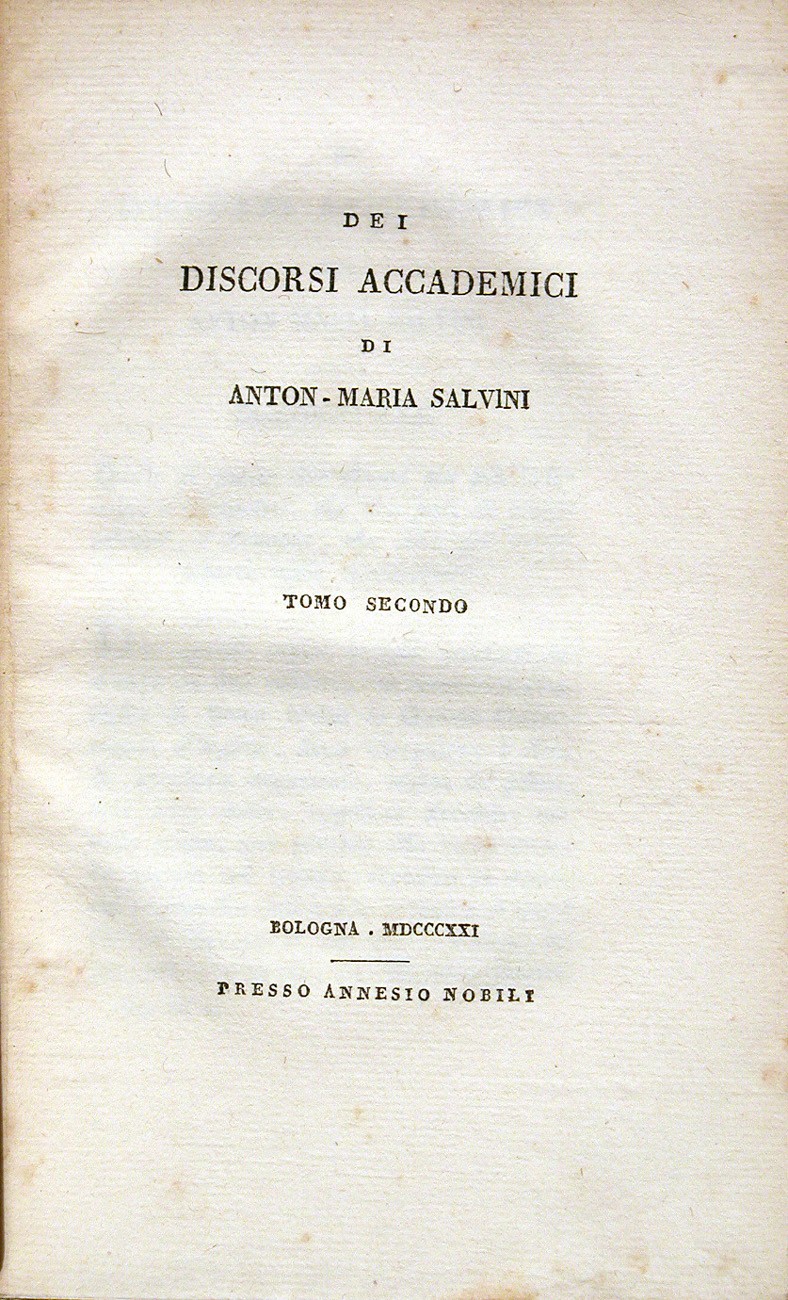 DEI
DISCORSI ACCADEMICI
DI
ANTON-MARIA SALVINI
TOMO SECONDO
BOLOGNA . MDCCCXXI
PRESSO ANNESIO NOBILI